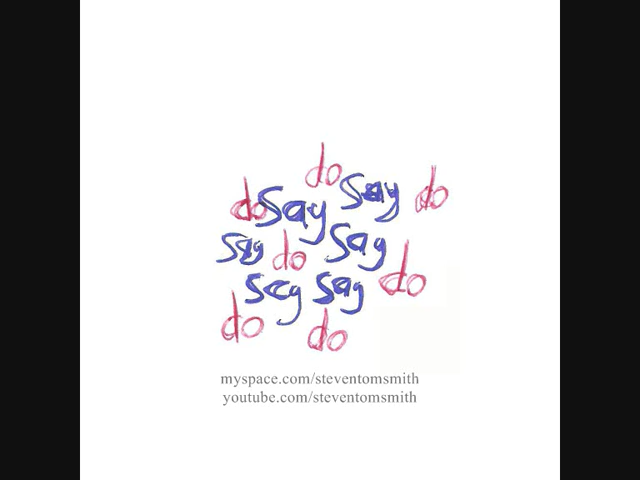 do
say do
do say
say do say
say say do
do do
myspace.com/steventomsmith
youtube.com/steventomsmith